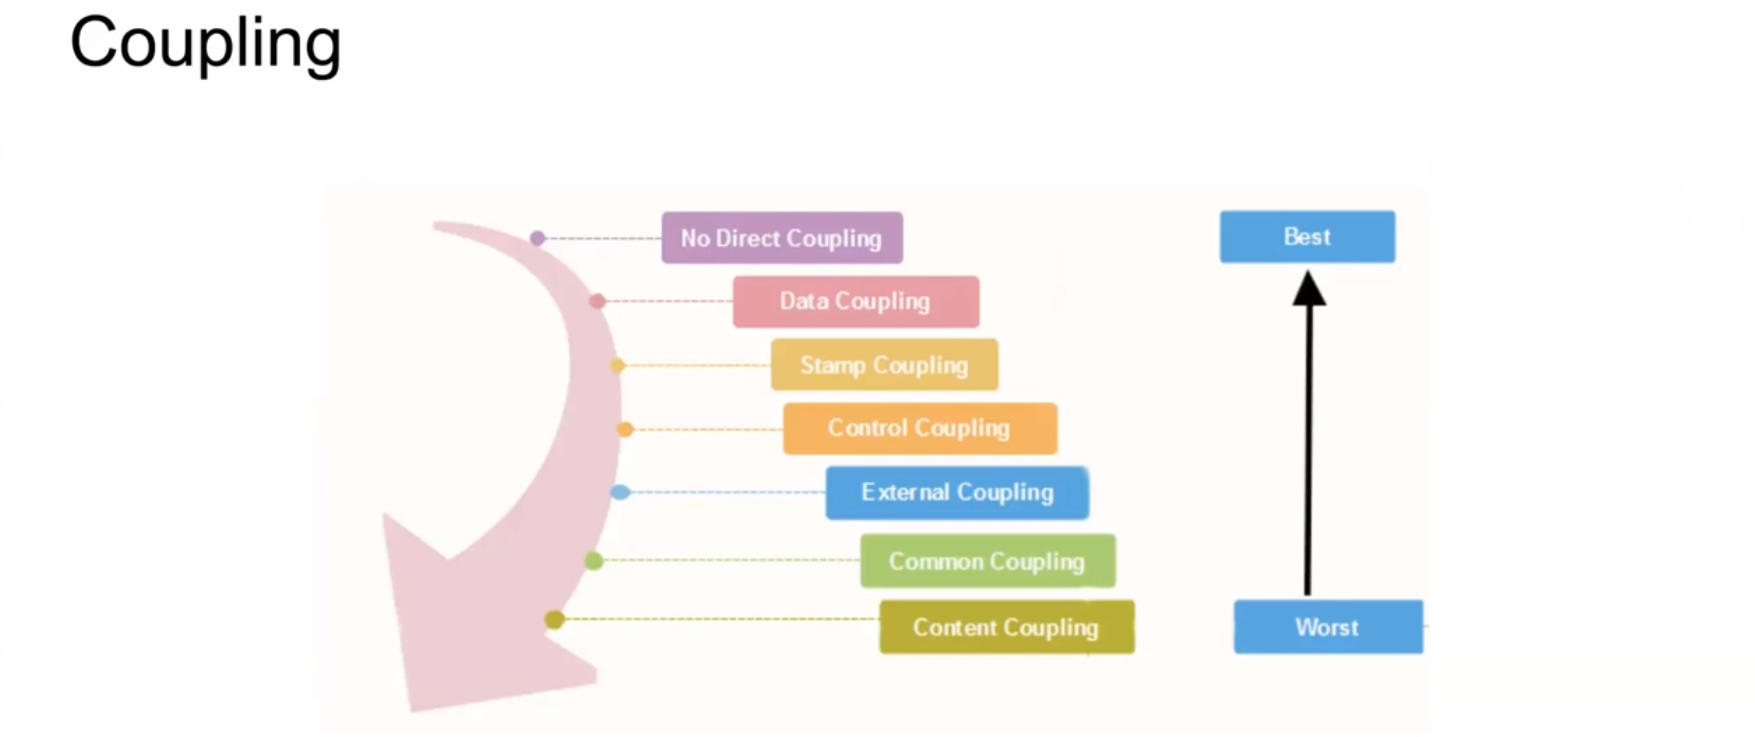 Coupling
No Direct Coupling
Best
Data Coupling
Stamp Coupling
Control Coupling
External Coupling
Common Coupling
Content Coupling
Worst